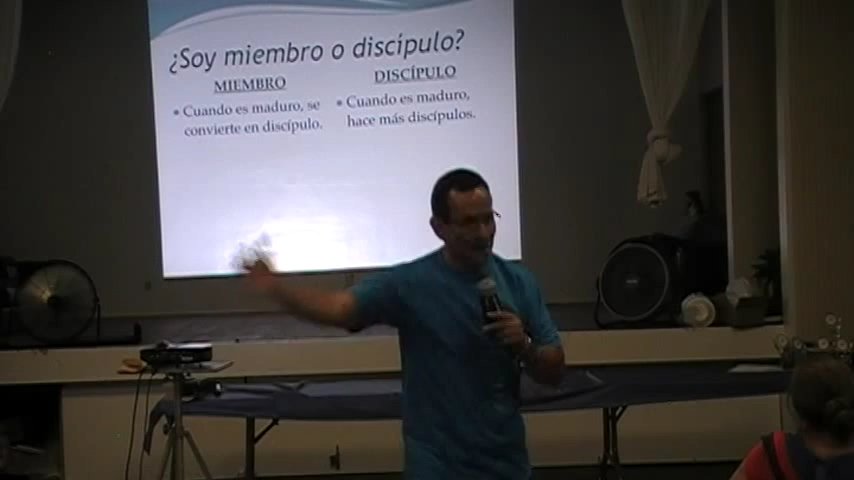 ¿Soy miembro o discípulo?
MIEMBRO
• Cuando es maduro, se
convierte en discípulo.
DISCÍPULO
• Cuando es maduro,
hace más discípulos.